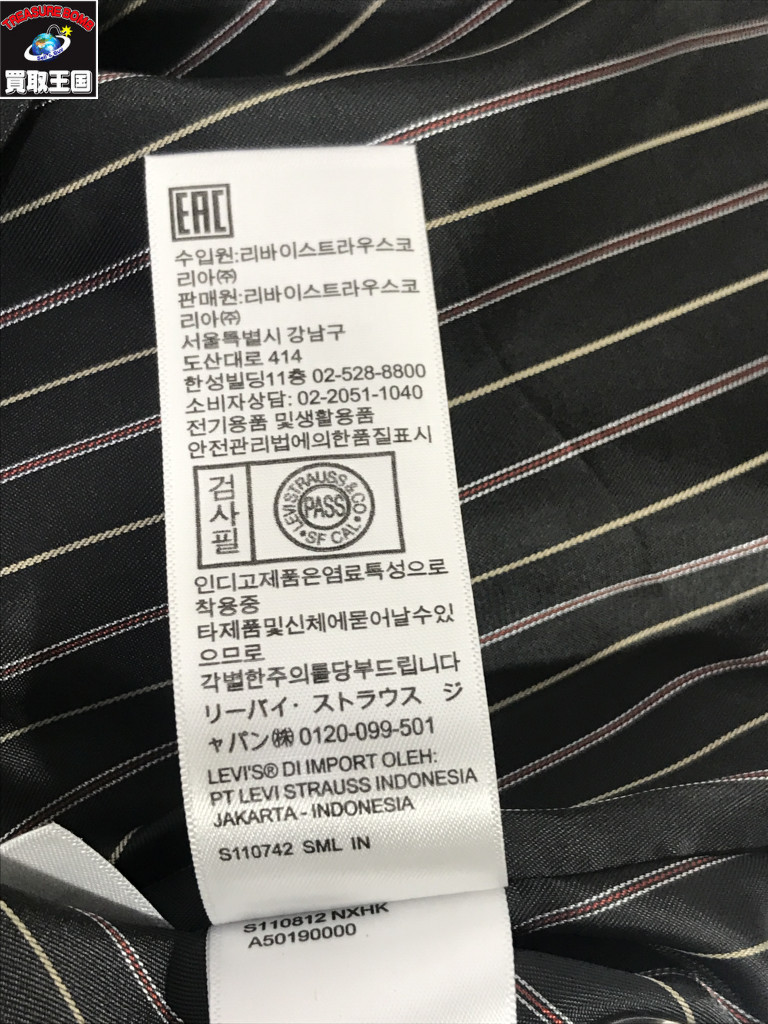 TREASURE BOMB
買取王国
EAC
수입원:리바이스트라우스코
리아㈜
판매원:리바이스트라우스코
리아㈜
서울특별시 강남구
도산대로 414
한성빌딩11층 02-528-8800
소비자상담: 02-2051-1040
전기용품 및생활용품
안전관리법에의한품질표시
검사필
LEVI STRAUSS & CO
PASS
SF CAL
인디고제품은염료특성으로
착용중
타제품및신체에묻어날수있
으므로
각별한주의를당부드립니다
リーバイ・ストラウス ジ
ャパン㈱ 0120-099-501
LEVI'S® DI IMPORT OLEH:
PT LEVI STRAUSS INDONESIA
JAKARTA - INDONESIA
S110742 SML IN
S110812 NXHK
A50190000